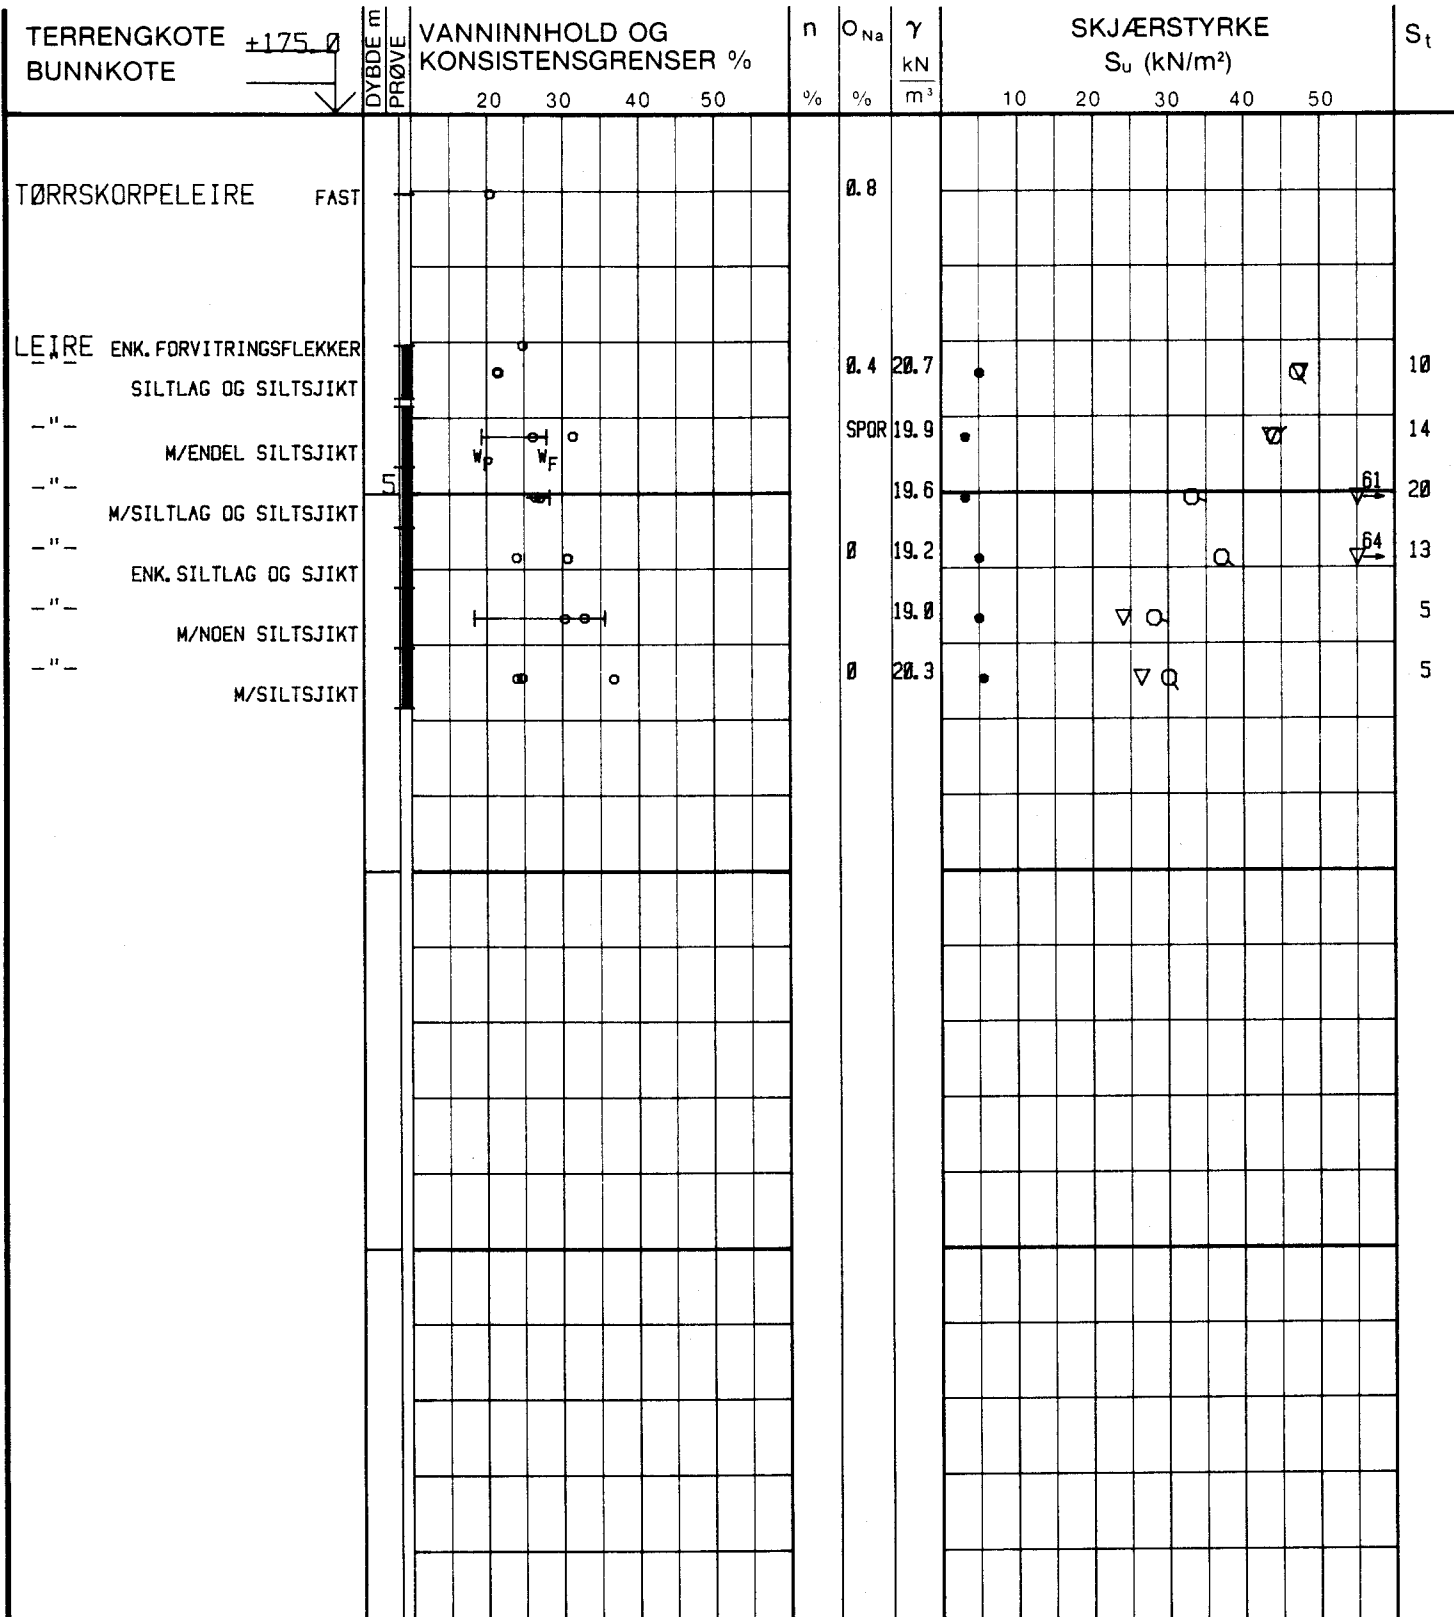 TERRENGKOTE ±175.0
BUNNKOTE
DYBDE m
PRØVE
VANNINNHOLD OG
KONSISTENSGRENSER %
20 30 40 50
n
%
O Na
%
γ
kN
m³
SKJÆRSTYRKE
Su (kN/m²)
10 20 30 40 50
St
TØRRSKORPELEIRE FAST 0.8
LEIRE ENK. FORVITRINGSFLEKKER
-"-
SILTLAG OG SILTSJIKT 0.4 20.7 10
-"-
M/ENDEL SILTSJIKT SPOR 19.9 14
WP WF
-"-
5
M/SILTLAG OG SILTSJIKT 19.6 61 20
-"-
ENK. SILTLAG OG SJIKT 0 19.2 64 13
-"-
M/NOEN SILTSJIKT 19.0 5
-"-
M/SILTSJIKT 0 20.3 5